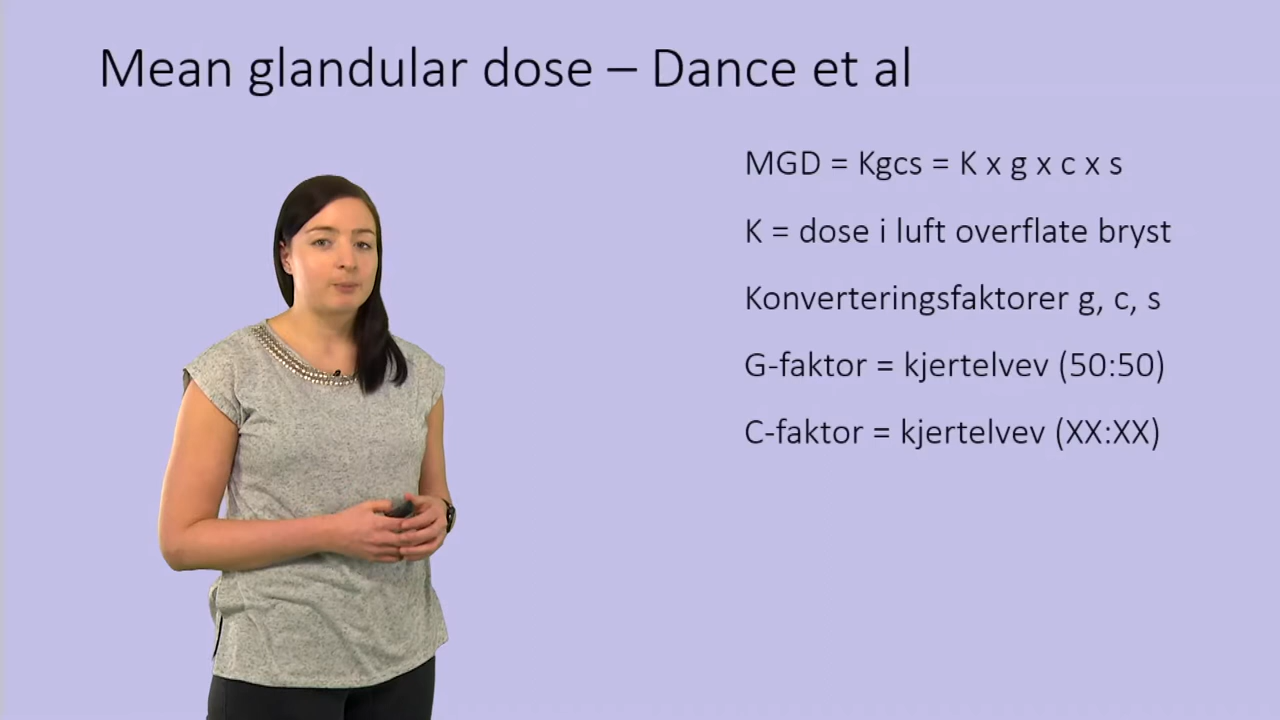 Mean glandular dose – Dance et al
MGD = Kgcs = K x g x c x s
K = dose i luft overflate bryst
Konverteringsfaktorer g, c, s
G-faktor = kjertelvev (50:50)
C-faktor = kjertelvev (XX:XX)